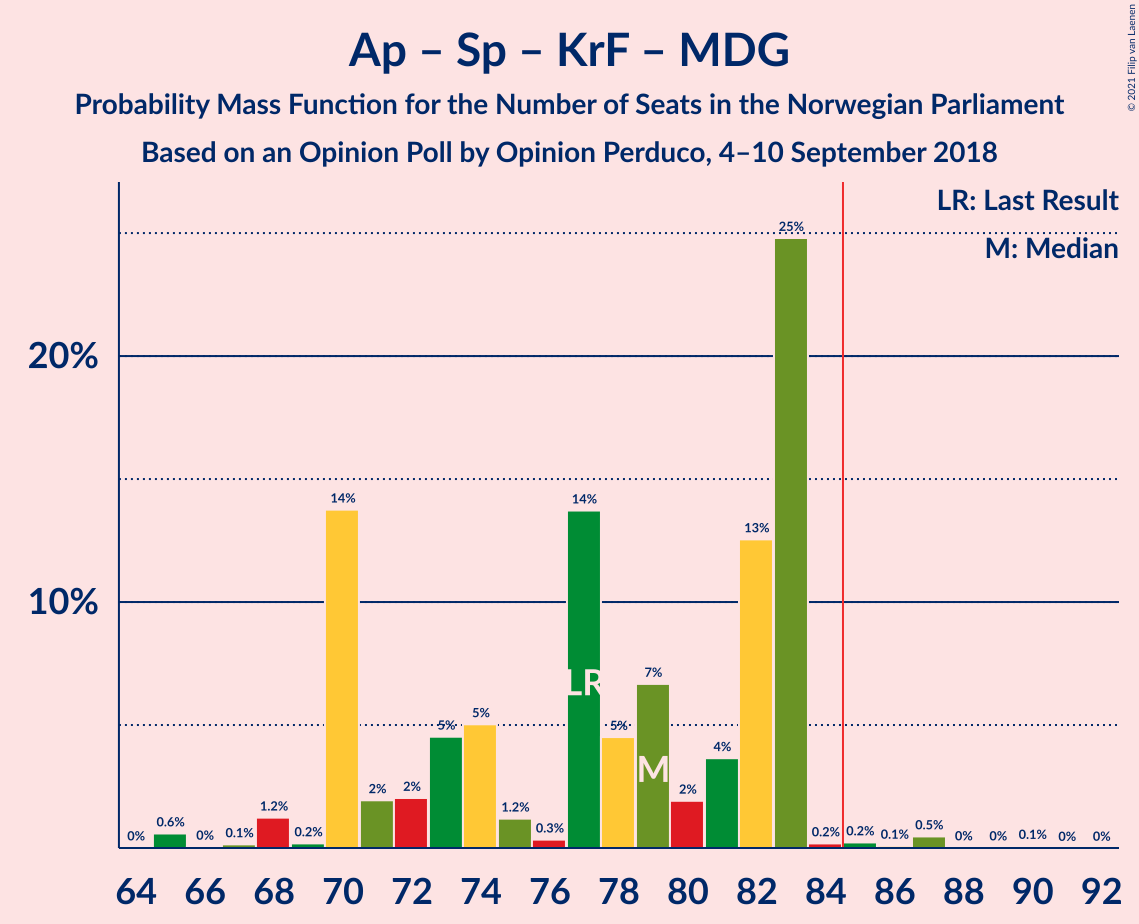 Ap – Sp – KrF – MDG
Probability Mass Function for the Number of Seats in the Norwegian Parliament
Based on an Opinion Poll by Opinion Perduco, 4–10 September 2018
© 2021 Filip van Laenen
LR: Last Result
M: Median
20%
10%
0% 0.6% 0% 0.1% 1.2% 0.2% 14% 2% 2% 5% 5% 1.2% 0.3% 14% 5% 7% 2% 4% 13% 25% 0.2% 0.2% 0.1% 0.5% 0% 0% 0.1% 0% 0%
LR
M
64 66 68 70 72 74 76 78 80 82 84 86 88 90 92